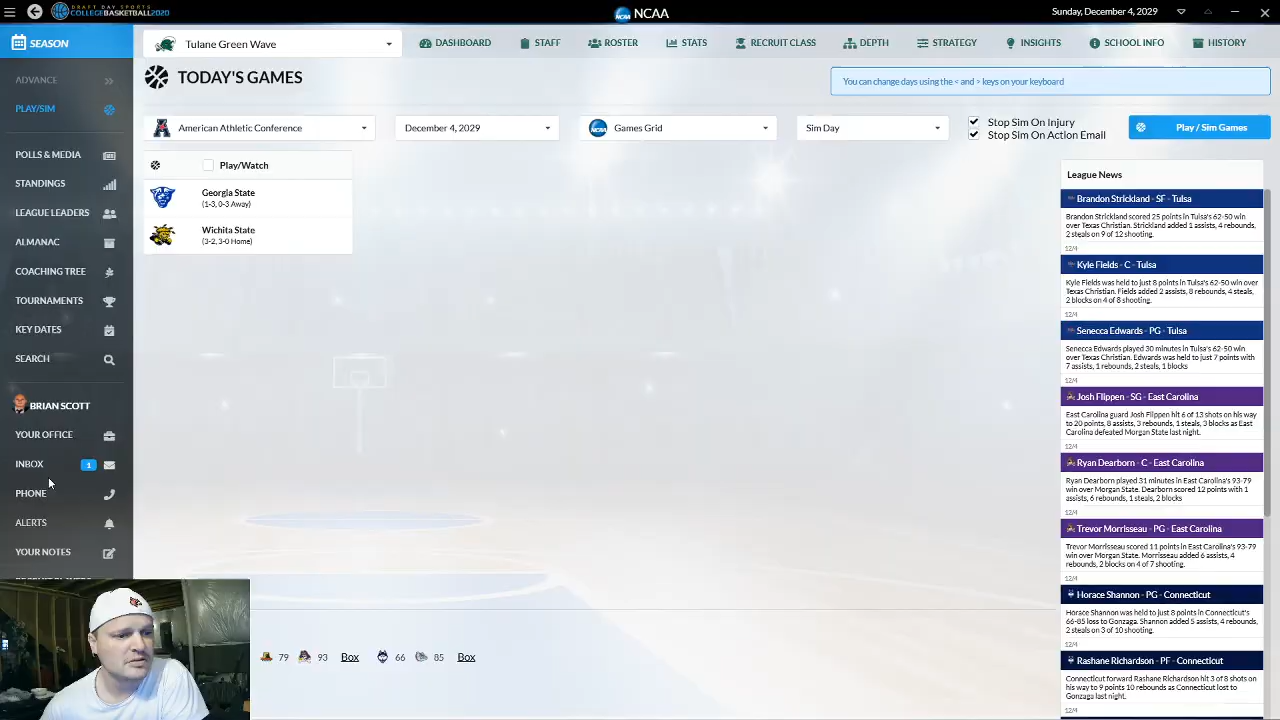 DRAFT DAY SPORTS
COLLEGE BASKETBALL 2020
NCAA
Sunday, December 4, 2029
SEASON
Tulane Green Wave
DASHBOARD
STAFF
ROSTER
STATS
RECRUIT CLASS
DEPTH
STRATEGY
INSIGHTS
SCHOOL INFO
HISTORY
ADVANCE
PLAY/SIM
POLLS & MEDIA
STANDINGS
LEAGUE LEADERS
ALMANAC
COACHING TREE
TOURNAMENTS
KEY DATES
SEARCH
BRIAN SCOTT
YOUR OFFICE
INBOX 1
PHONE
ALERTS
YOUR NOTES
TODAY'S GAMES
You can change days using the < and > keys on your keyboard
American Athletic Conference
December 4, 2029
Games Grid
Sim Day
Stop Sim On Injury
Stop Sim On Action Email
Play / Sim Games
Play/Watch
Georgia State
(1-3, 0-3 Away)
Wichita State
(3-2, 3-0 Home)
79 93 Box 66 85 Box
League News
Brandon Strickland - SF - Tulsa
Brandon Strickland scored 25 points in Tulsa's 62-50 win
over Texas Christian. Strickland added 1 assists, 4 rebounds,
2 steals on 9 of 12 shooting.
12/4
Kyle Fields - C - Tulsa
Kyle Fields was held to just 8 points in Tulsa's 62-50 win over
Texas Christian. Fields added 2 assists, 8 rebounds, 4 steals,
2 blocks on 4 of 8 shooting.
12/4
Senecca Edwards - PG - Tulsa
Senecca Edwards played 30 minutes in Tulsa's 62-50 win
over Texas Christian. Edwards was held to just 7 points with
7 assists, 1 rebounds, 2 steals, 1 blocks
12/4
Josh Flippen - SG - East Carolina
East Carolina guard Josh Flippen hit 6 of 13 shots on his way
to 20 points, 8 assists, 3 rebounds, 1 steals, 3 blocks as East
Carolina defeated Morgan State last night.
12/4
Ryan Dearborn - C - East Carolina
Ryan Dearborn played 31 minutes in East Carolina's 93-79
win over Morgan State. Dearborn scored 12 points with 1
assists, 6 rebounds, 1 steals, 2 blocks
12/4
Trevor Morrisseau - PG - East Carolina
Trevor Morrisseau scored 11 points in East Carolina's 93-79
win over Morgan State. Morrisseau added 6 assists, 4
rebounds, 2 blocks on 4 of 7 shooting.
12/4
Horace Shannon - PG - Connecticut
Horace Shannon was held to just 8 points in Connecticut's
66-85 loss to Gonzaga. Shannon added 5 assists, 4 rebounds,
2 steals on 3 of 10 shooting.
12/4
Rashane Richardson - PF - Connecticut
Connecticut forward Rashane Richardson hit 3 of 8 shots on
his way to 9 points 10 rebounds as Connecticut lost to
Gonzaga last night.
12/4